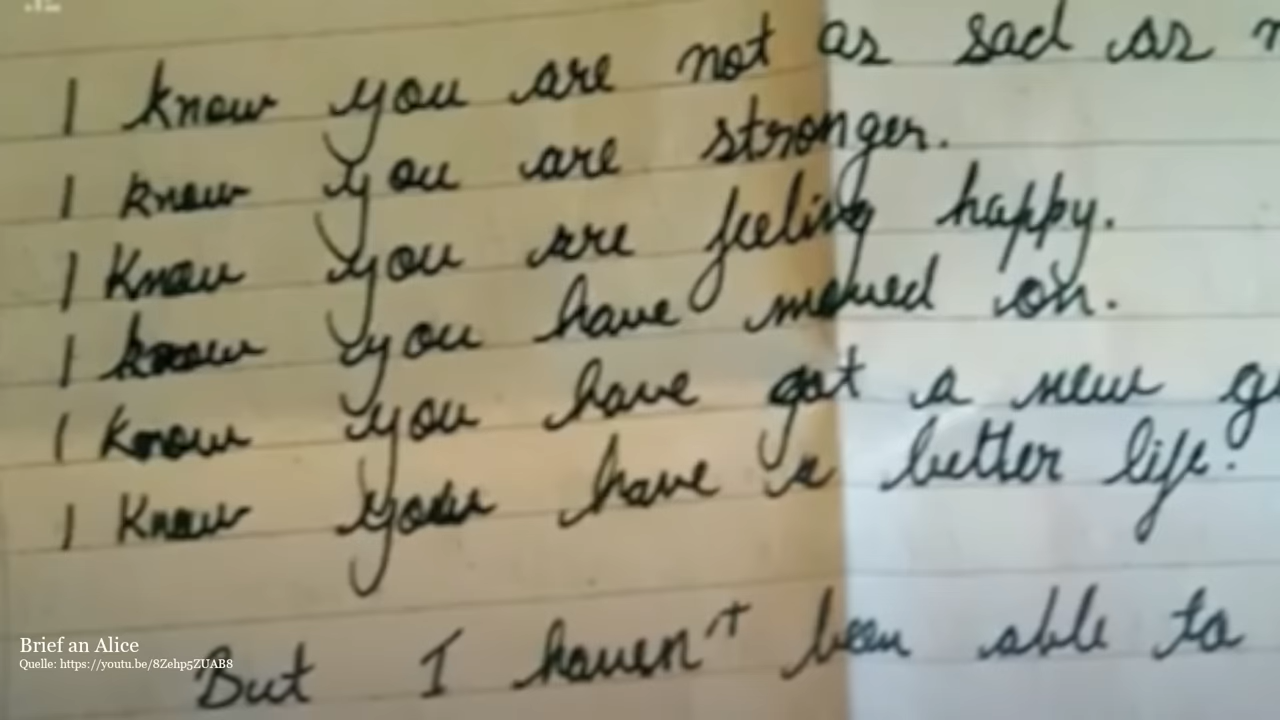 I know you are not as sad as
I know you are stronger.
I know you are feeling happy.
I know you have moved on.
I know you have got a new
I know you have a better life.
But I haven't been able to
Brief an Alice
Quelle: https://youtu.be/8Zehp5ZUAB8